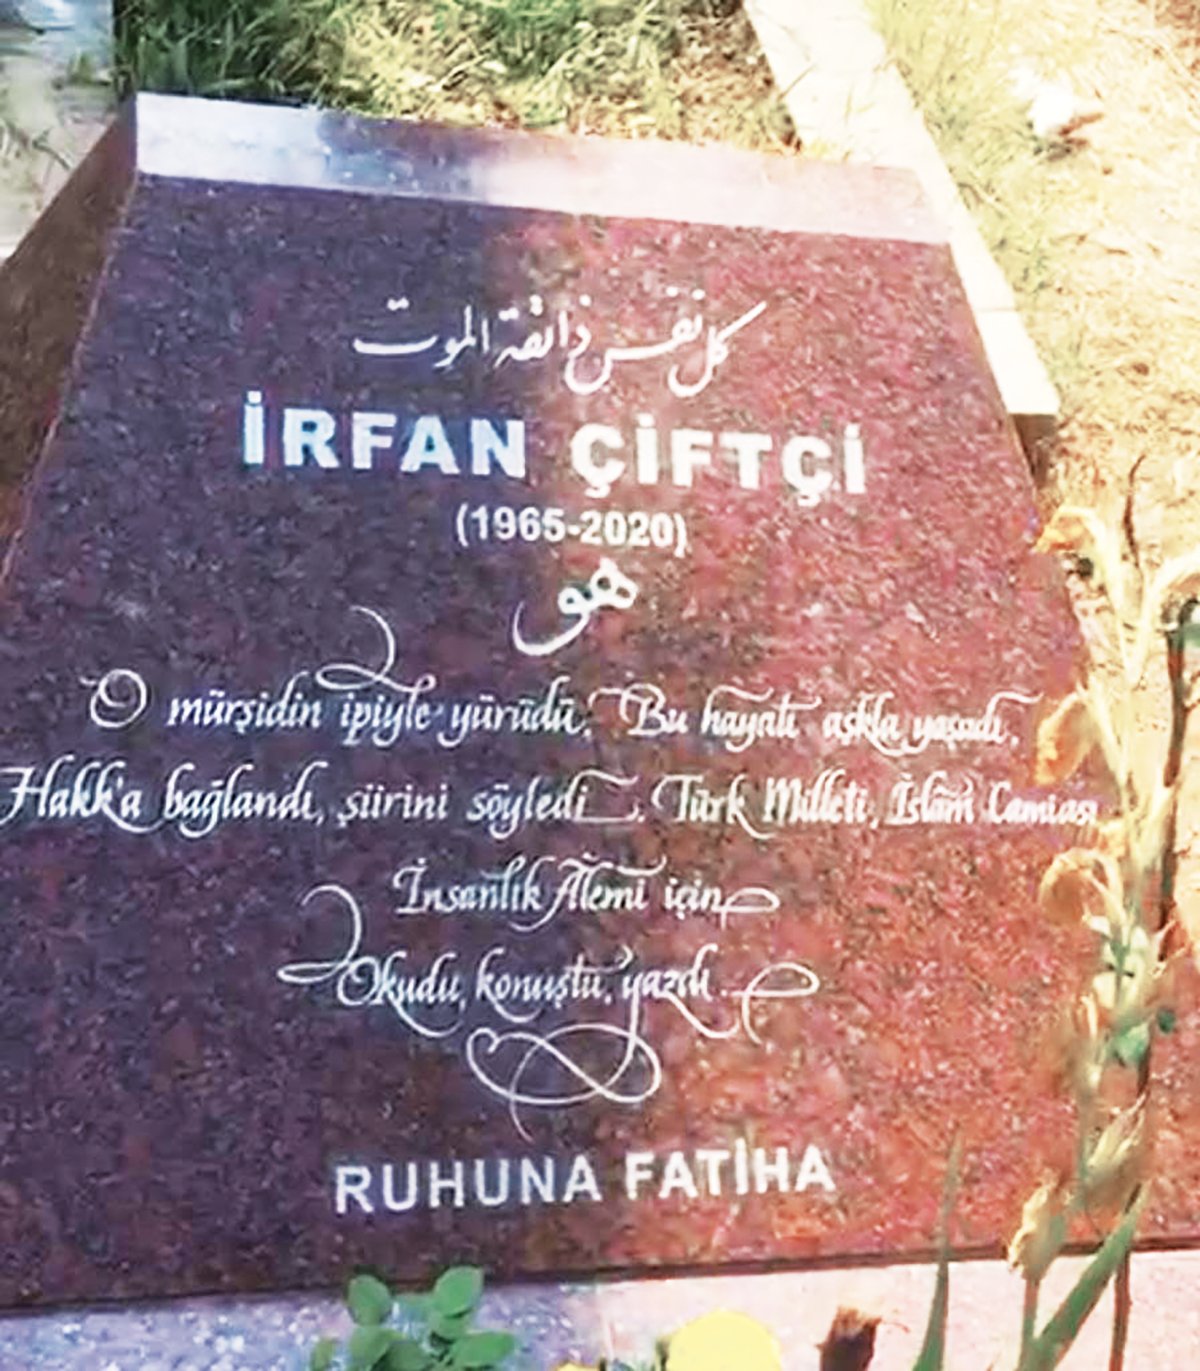 كل نفس ذائقة الموت
İRFAN ÇİFTÇİ
(1965-2020)
هو
O mürşidin ipiyle yürüdü, Bu hayatı aşkla yaşadı,
Hakk'a bağlandı, şiirini söyledi. Türk Milleti, İslâm Camiası
İnsanlık Âlemi için
Okudu, konuştu, yazdı.
RUHUNA FATİHA